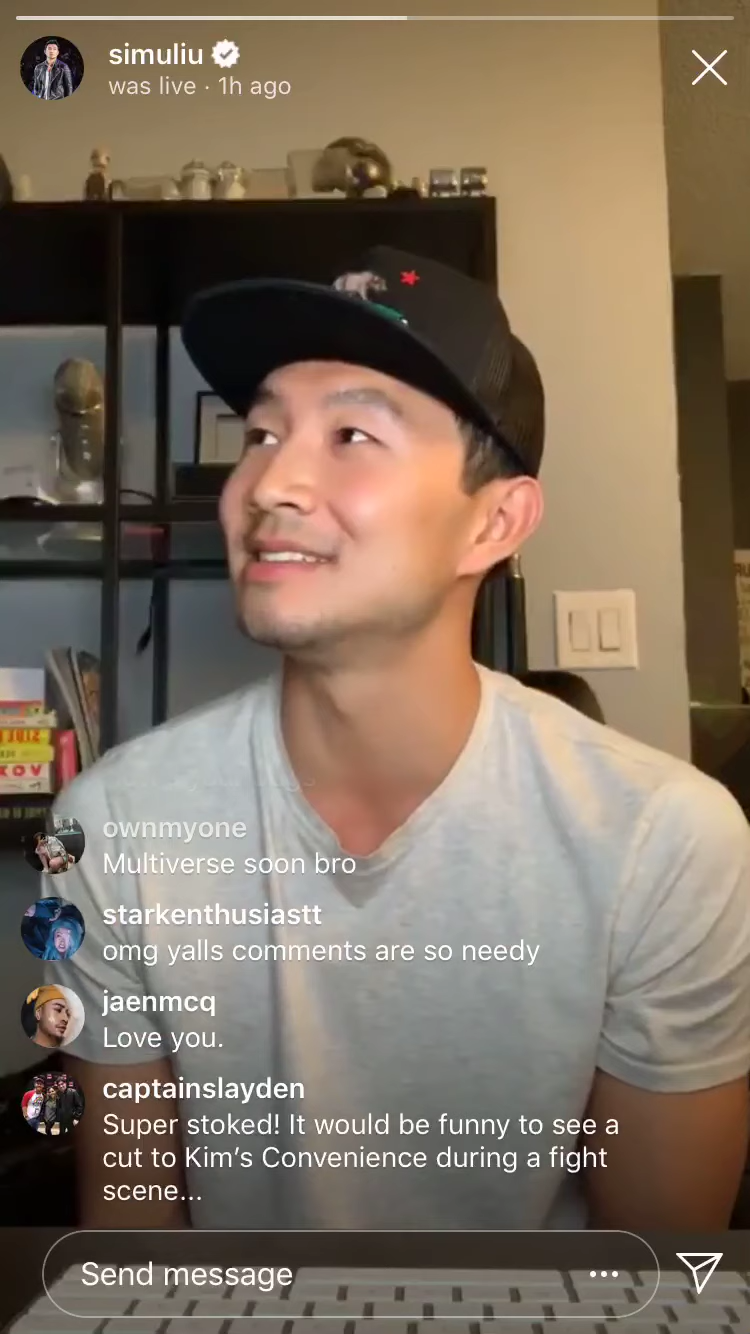 simuliu
was live · 1h ago
ownmyone
Multiverse soon bro
starkenthusiastt
omg yalls comments are so needy
jaenmcq
Love you.
captainslayden
Super stoked! It would be funny to see a
cut to Kim's Convenience during a fight
scene...
Send message